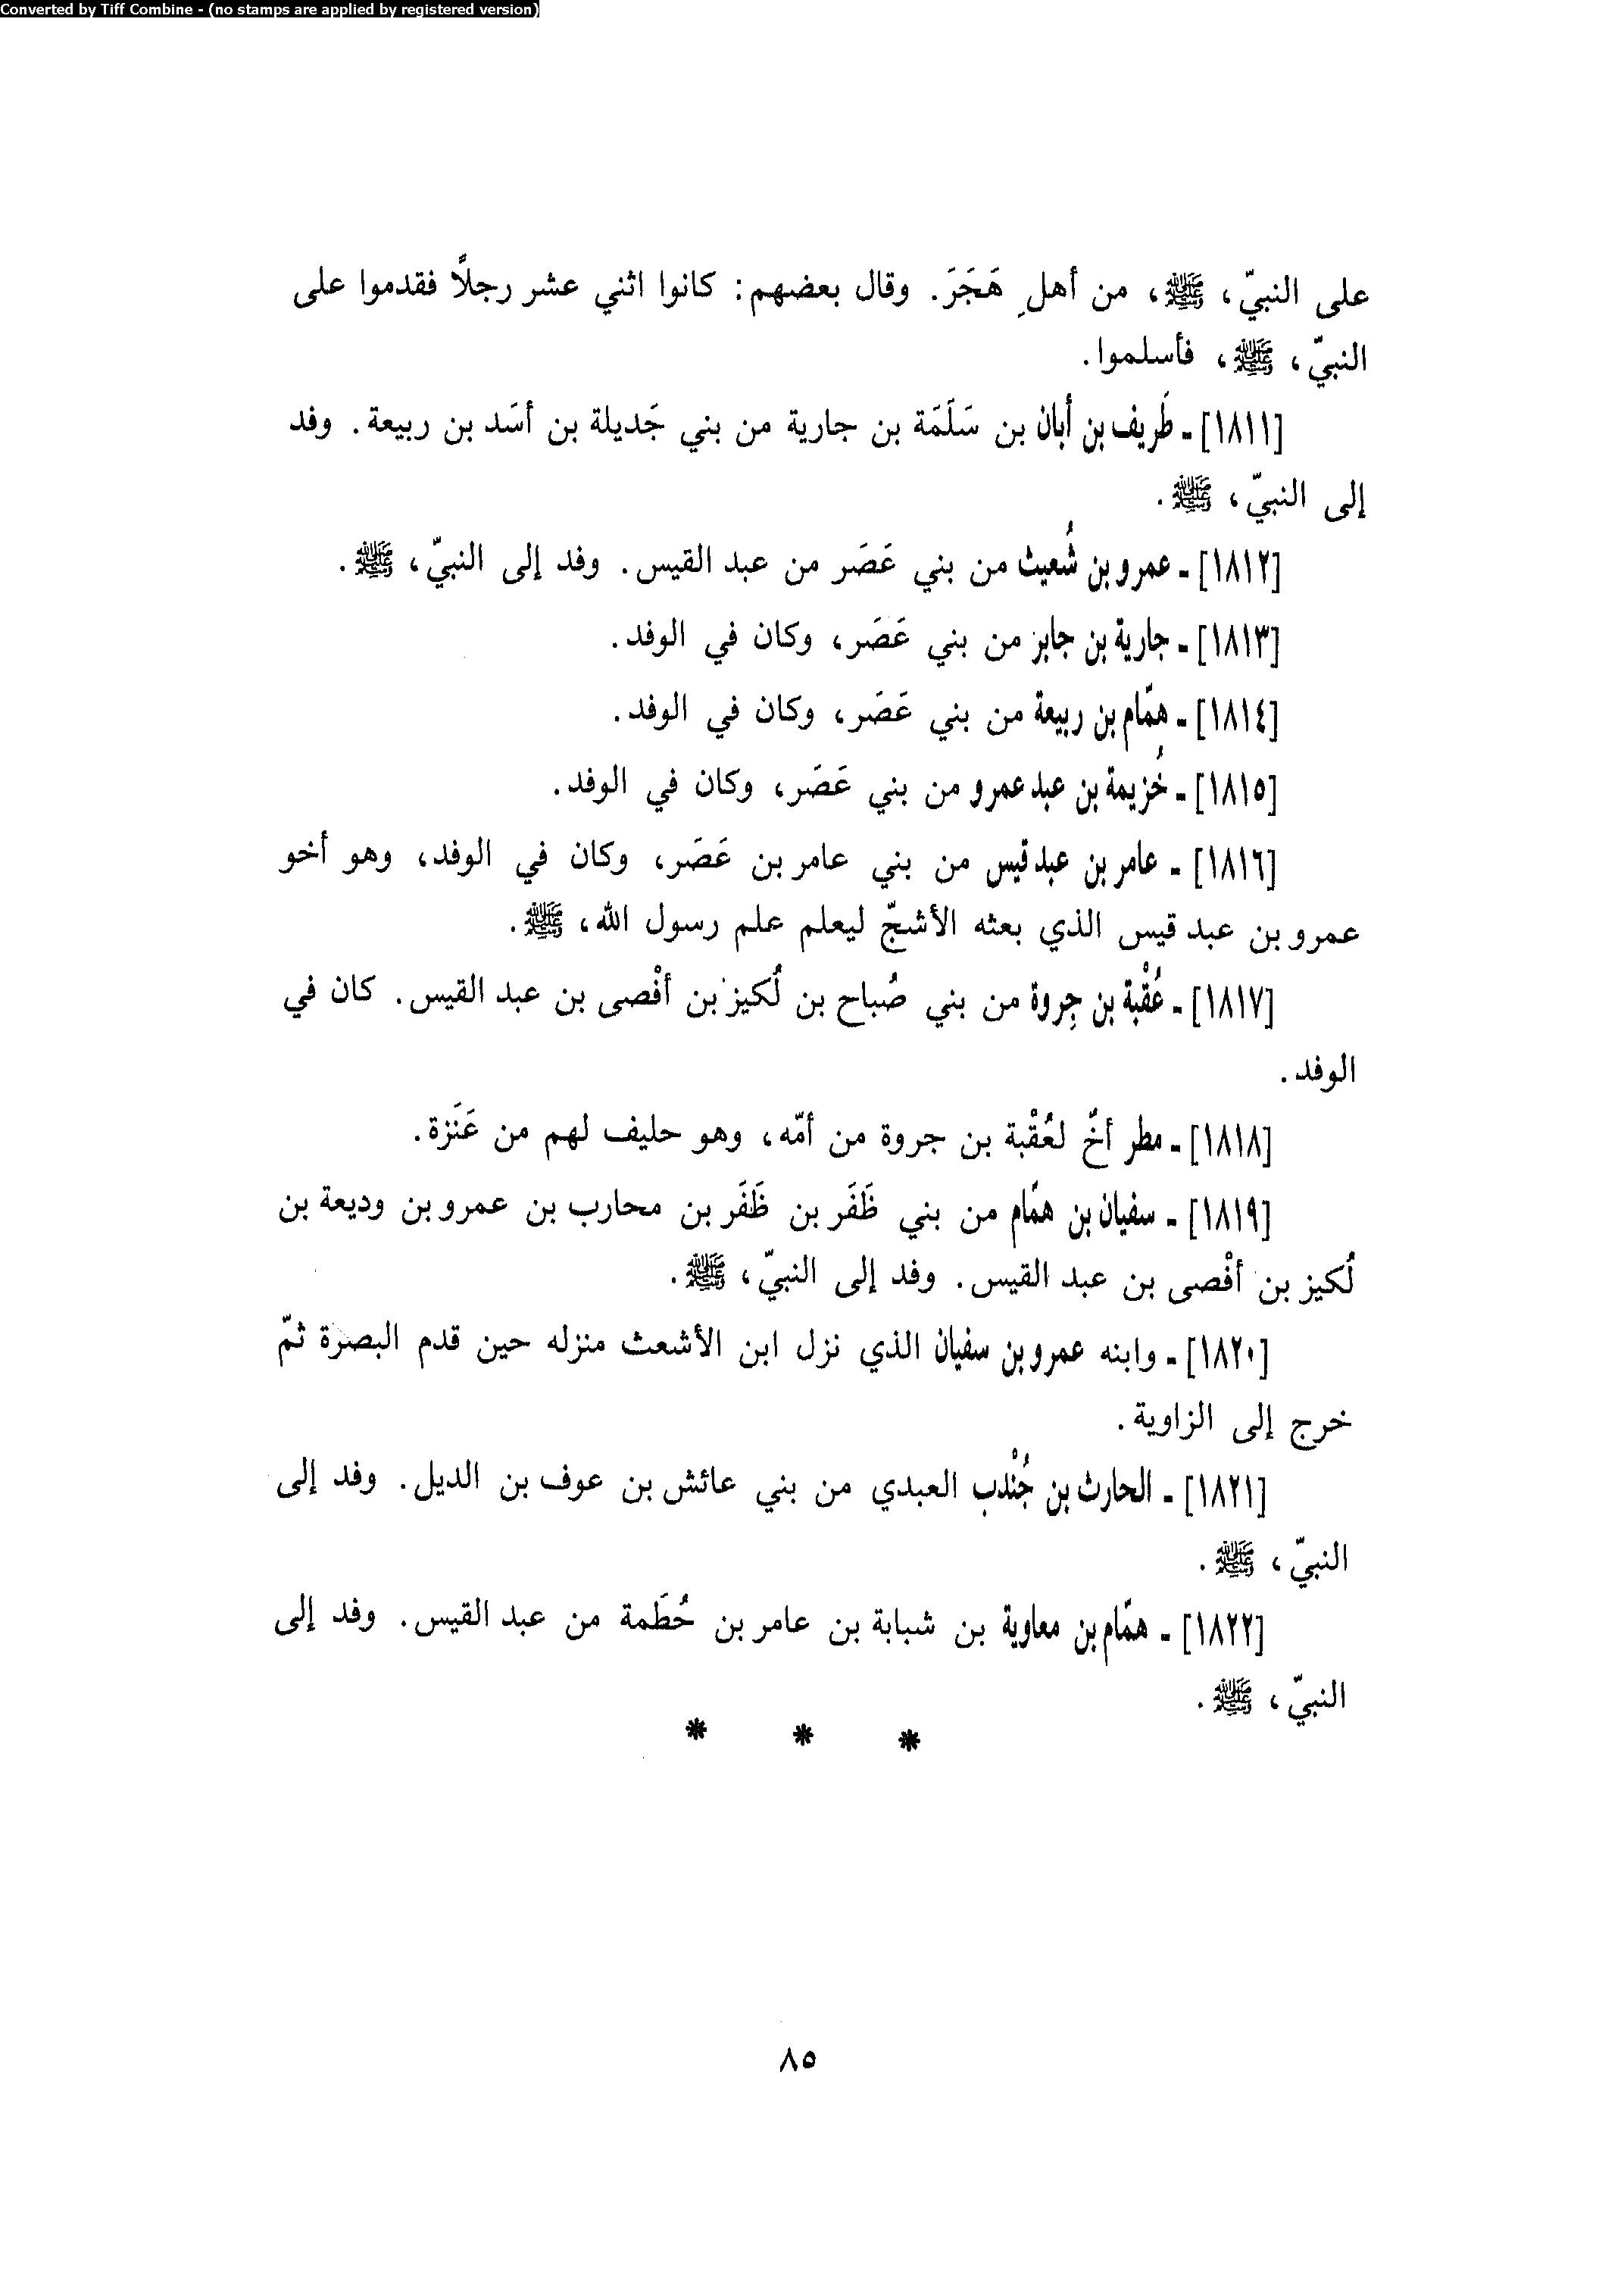 Converted by Tiff Combine - (no stamps are applied by registered version)
على النبيّ، ﷺ، من أهلِ هَجَرَ. وقال بعضهم: كانوا اثني عشر رجلاً فقدموا على
النبيّ، ﷺ، فأسلموا.
[١٨١١] - طَريف بن أبان بن سَلَمَة بن جارية من بني جَديلة بن أسَد بن ربيعة. وفد
إلى النبيّ، ﷺ.
[١٨١٢] - عمرو بن شُعيث من بني عَصَر من عبد القيس. وفد إلى النبيّ، ﷺ.
[١٨١٣] - جارية بن جابر من بني عَصَر، وكان في الوفد.
[١٨١٤] - همّام بن ربيعة من بني عَصَر، وكان في الوفد.
[١٨١٥] - خُزيمة بن عبد عمرو من بني عَصَر، وكان في الوفد.
[١٨١٦] - عامر بن عبد قيس من بني عامر بن عَصَر، وكان في الوفد، وهو أخو
عمرو بن عبد قيس الذي بعثه الأشجّ ليعلم علم رسول الله، ﷺ.
[١٨١٧] - عُقْبة بن جِروة من بني صُباح بن لُكيز بن أفْصى بن عبد القيس. كان في
الوفد.
[١٨١٨] - مطر أخٌ لعُقْبة بن جروة من أمّه، وهو حليف لهم من عَنَزة.
[١٨١٩] - سفيان بن همّام من بني ظَفَر بن ظَفَر بن محارب بن عمرو بن وديعة بن
لُكيز بن أفْصى بن عبد القيس. وفد إلى النبيّ، ﷺ.
[١٨٢٠] - وابنه عمرو بن سفيان الذي نزل ابن الأشعث منزله حين قدم البصرة ثمّ
خرج إلى الزاوية.
[١٨٢١] - الحارث بن جُنْدب العبدي من بني عائش بن عوف بن الديل. وفد إلى
النبيّ، ﷺ.
[١٨٢٢] - همّام بن معاوية بن شبابة بن عامر بن حُطَمة من عبد القيس. وفد إلى
النبيّ، ﷺ.
* * *
٨٥